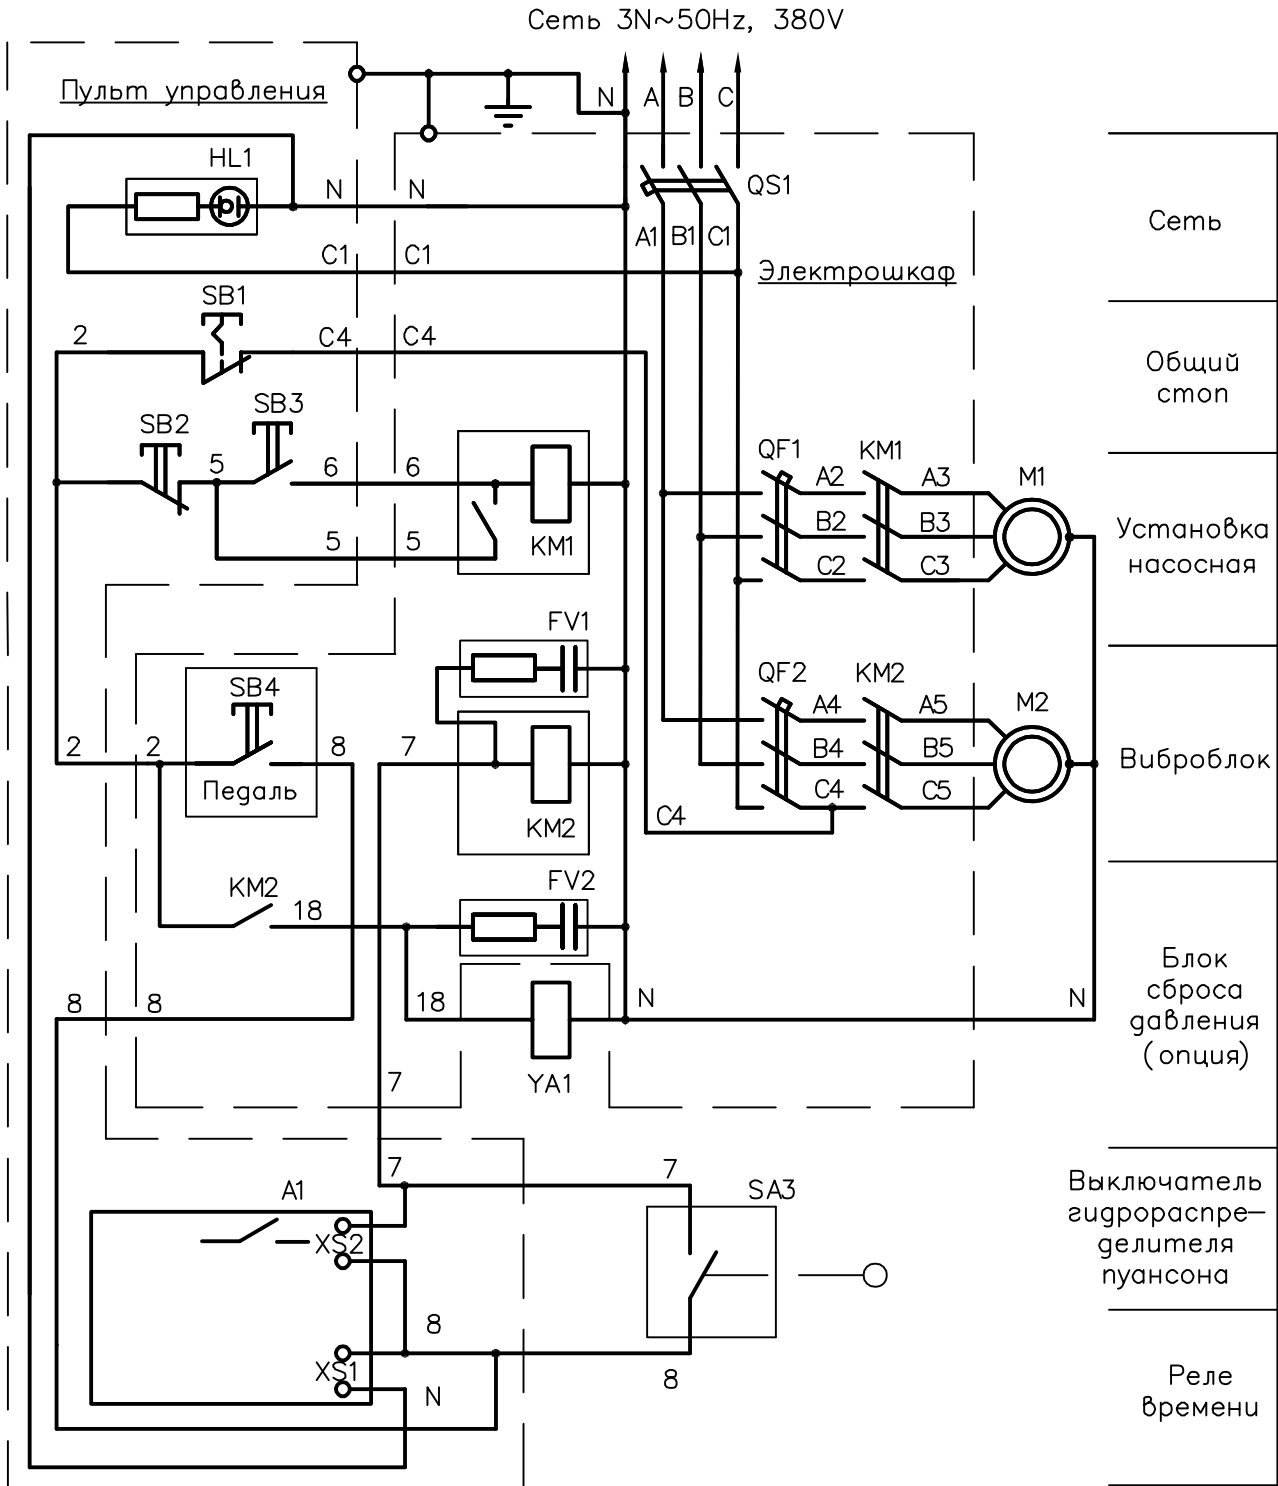 Сеть 3N~50Hz, 380V
Пульт управления
N A B C
HL1
QS1
N N
A1 B1 C1
C1 C1
Электрошкаф
Сеть
SB1
2 C4 C4
Общий
стоп
SB2 SB3
5 6 6
5 5
KM1
QF1 KM1 M1
A2 A3
B2 B3
C2 C3
Установка
насосная
FV1
SB4
2 2 8 7
Педаль
KM2
QF2 KM2 M2
A4 A5
B4 B5
C4 C5
C4
Виброблок
KM2
18
FV2
8 8
18
N N
YA1
7
Блок
сброса
давления
(опция)
7 7
A1
SA3
XS2
Выключатель
гидрораспре-
делителя
пуансона
8
XS1
N
8
Реле
времени